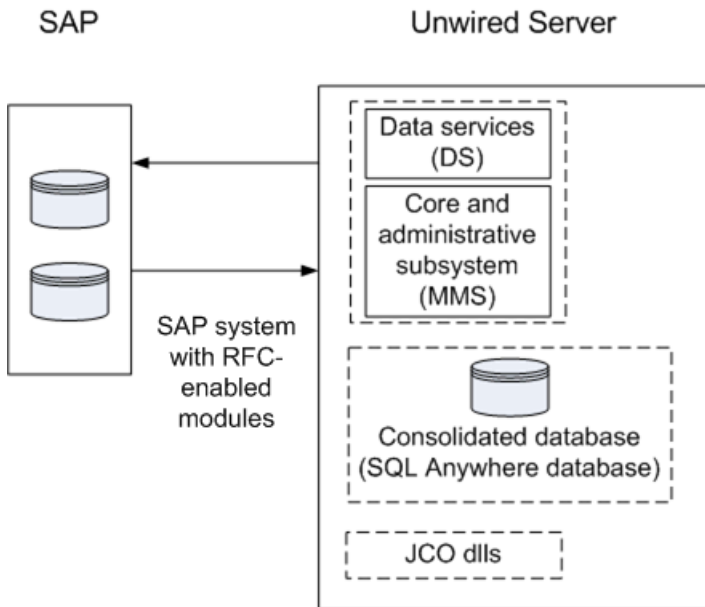 SAP
Unwired Server
Data services
(DS)
Core and
administrative
subsystem
(MMS)
SAP system
with RFC-
enabled
modules
Consolidated database
(SQL Anywhere database)
JCO dlls